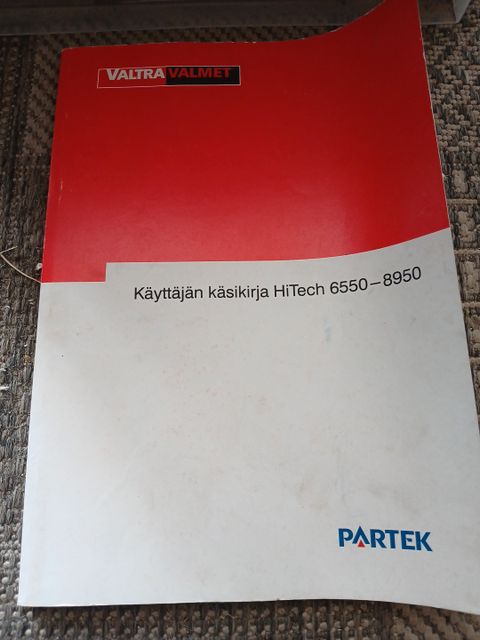 VALTRA VALMET
Käyttäjän käsikirja HiTech 6550–8950
PARTEK